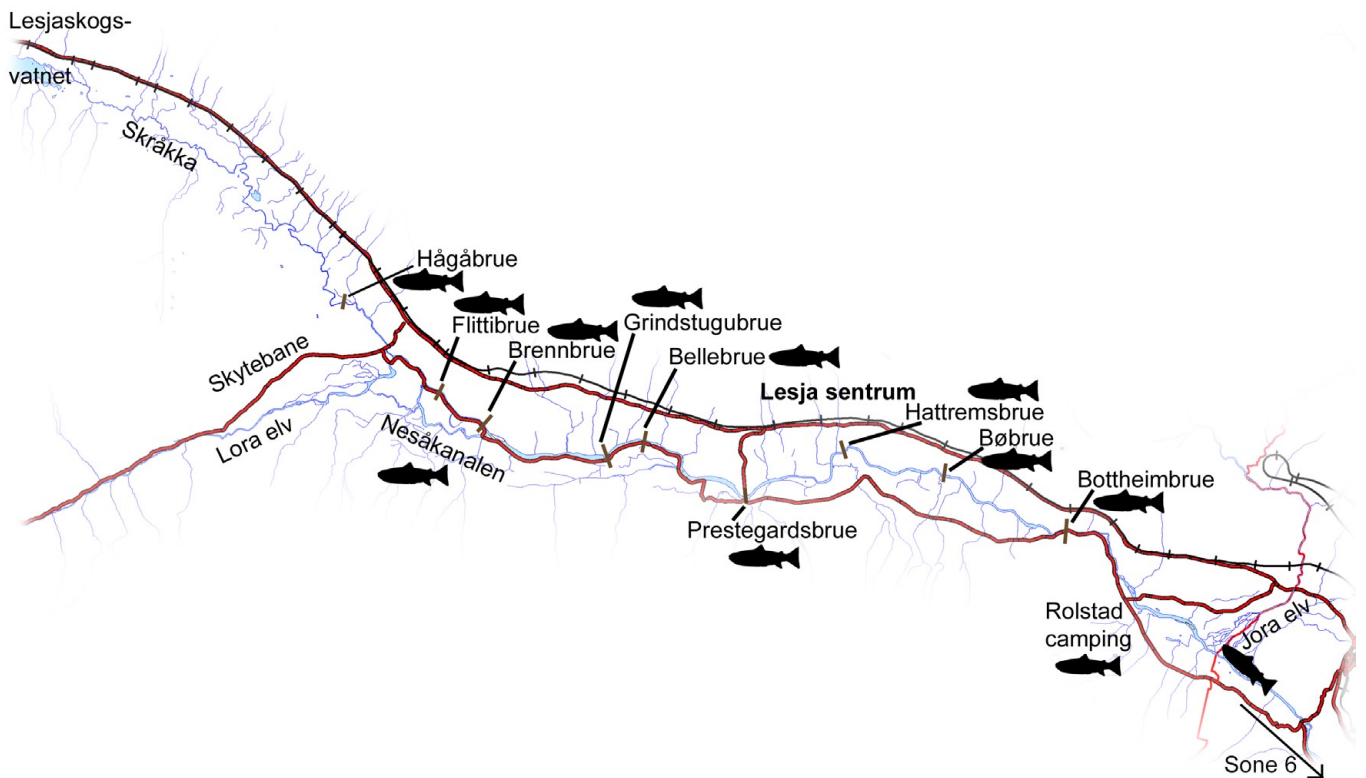 Lesjaskogs-
vatnet
Skråkka
Hågåbrue
Flittibrue
Brennbrue
Grindstugubrue
Bellebrue
Lesja sentrum
Hattremsbrue
Bøbrue
Bottheimbrue
Skytebane
Lora elv
Nesåkanalen
Prestegardsbrue
Rolstad
camping
Jora elv
Sone 6